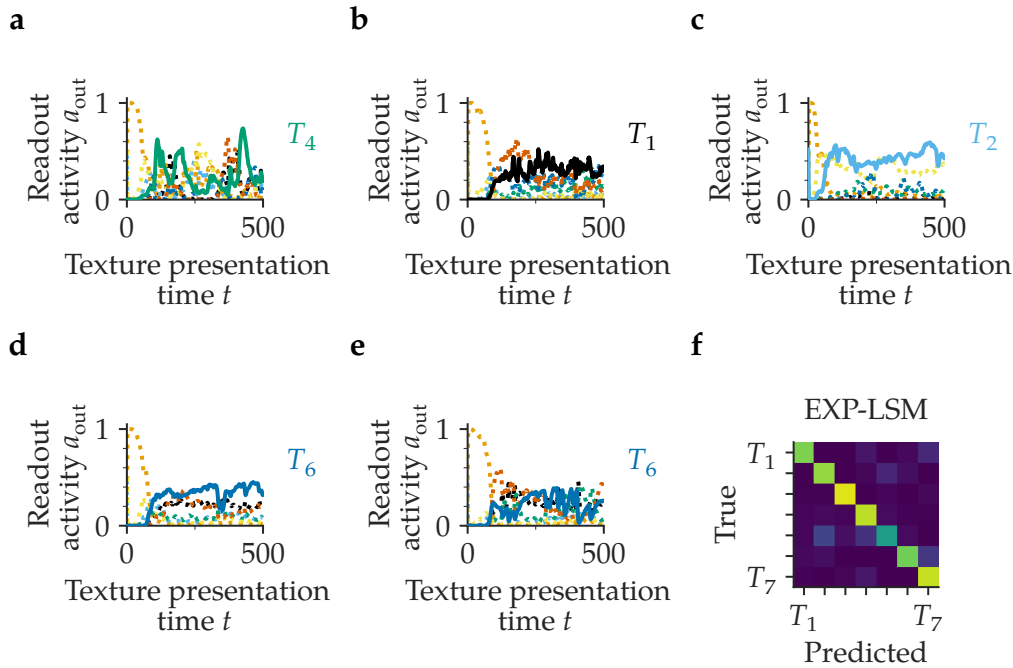 a
Readout
activity a_out
1
0
0
500
Texture presentation
time t
T_4
b
Readout
activity a_out
1
0
0
500
Texture presentation
time t
T_1
c
Readout
activity a_out
1
0
0
500
Texture presentation
time t
T_2
d
Readout
activity a_out
1
0
0
500
Texture presentation
time t
T_6
e
Readout
activity a_out
1
0
0
500
Texture presentation
time t
T_6
f
EXP-LSM
True
T_1
T_7
T_1
T_7
Predicted